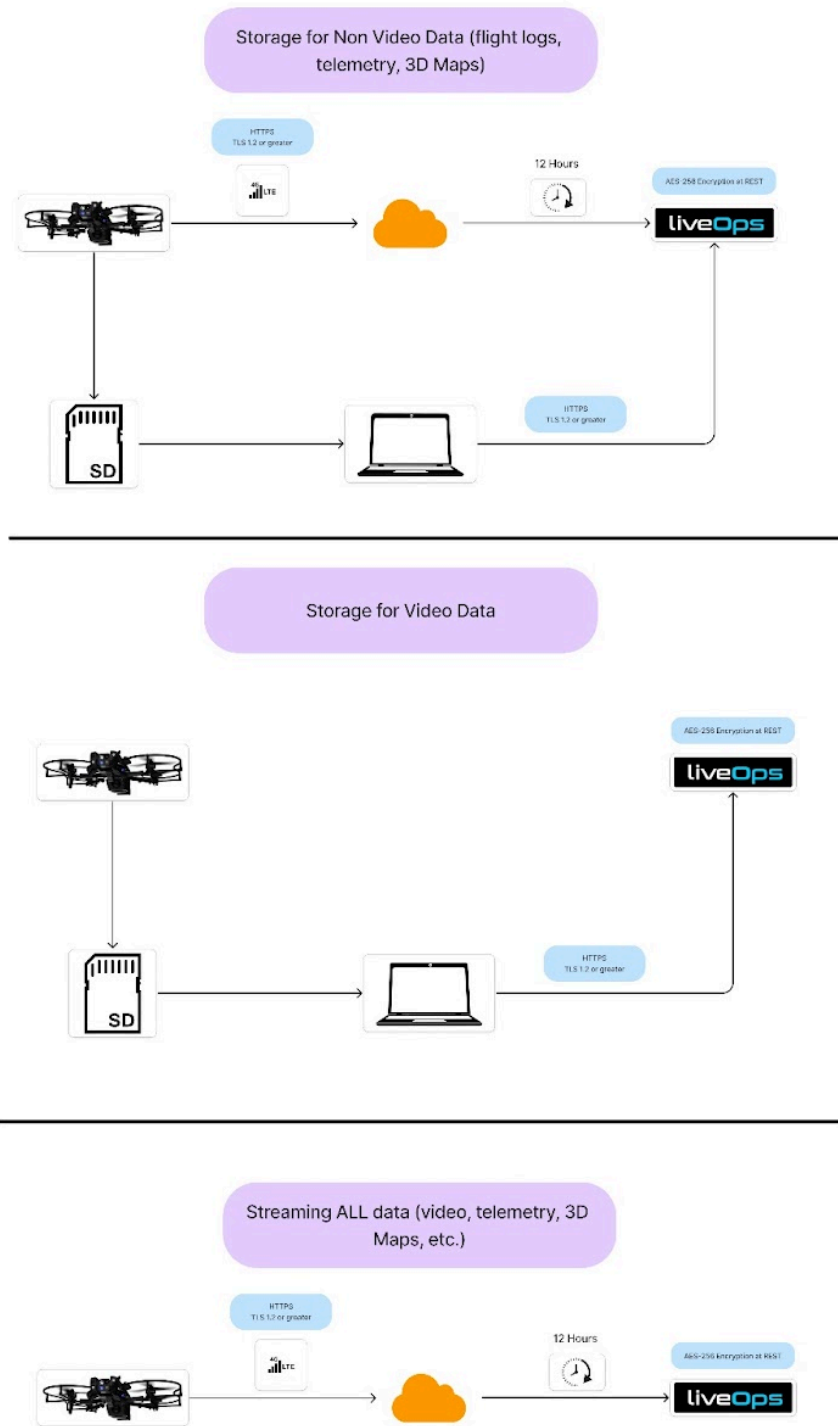 Storage for Non Video Data (flight logs,
telemetry, 3D Maps)
HTTPS
TLS 1.2 or greater
4G
LTE
12 Hours
AES-256 Encryption at REST
liveOps
SD
HTTPS
TLS 1.2 or greater
Storage for Video Data
AES-256 Encryption at REST
liveOps
SD
HTTPS
TLS 1.2 or greater
Streaming ALL data (video, telemetry, 3D
Maps, etc.)
HTTPS
TLS 1.2 or greater
4G
LTE
12 Hours
AES-256 Encryption at REST
liveOps